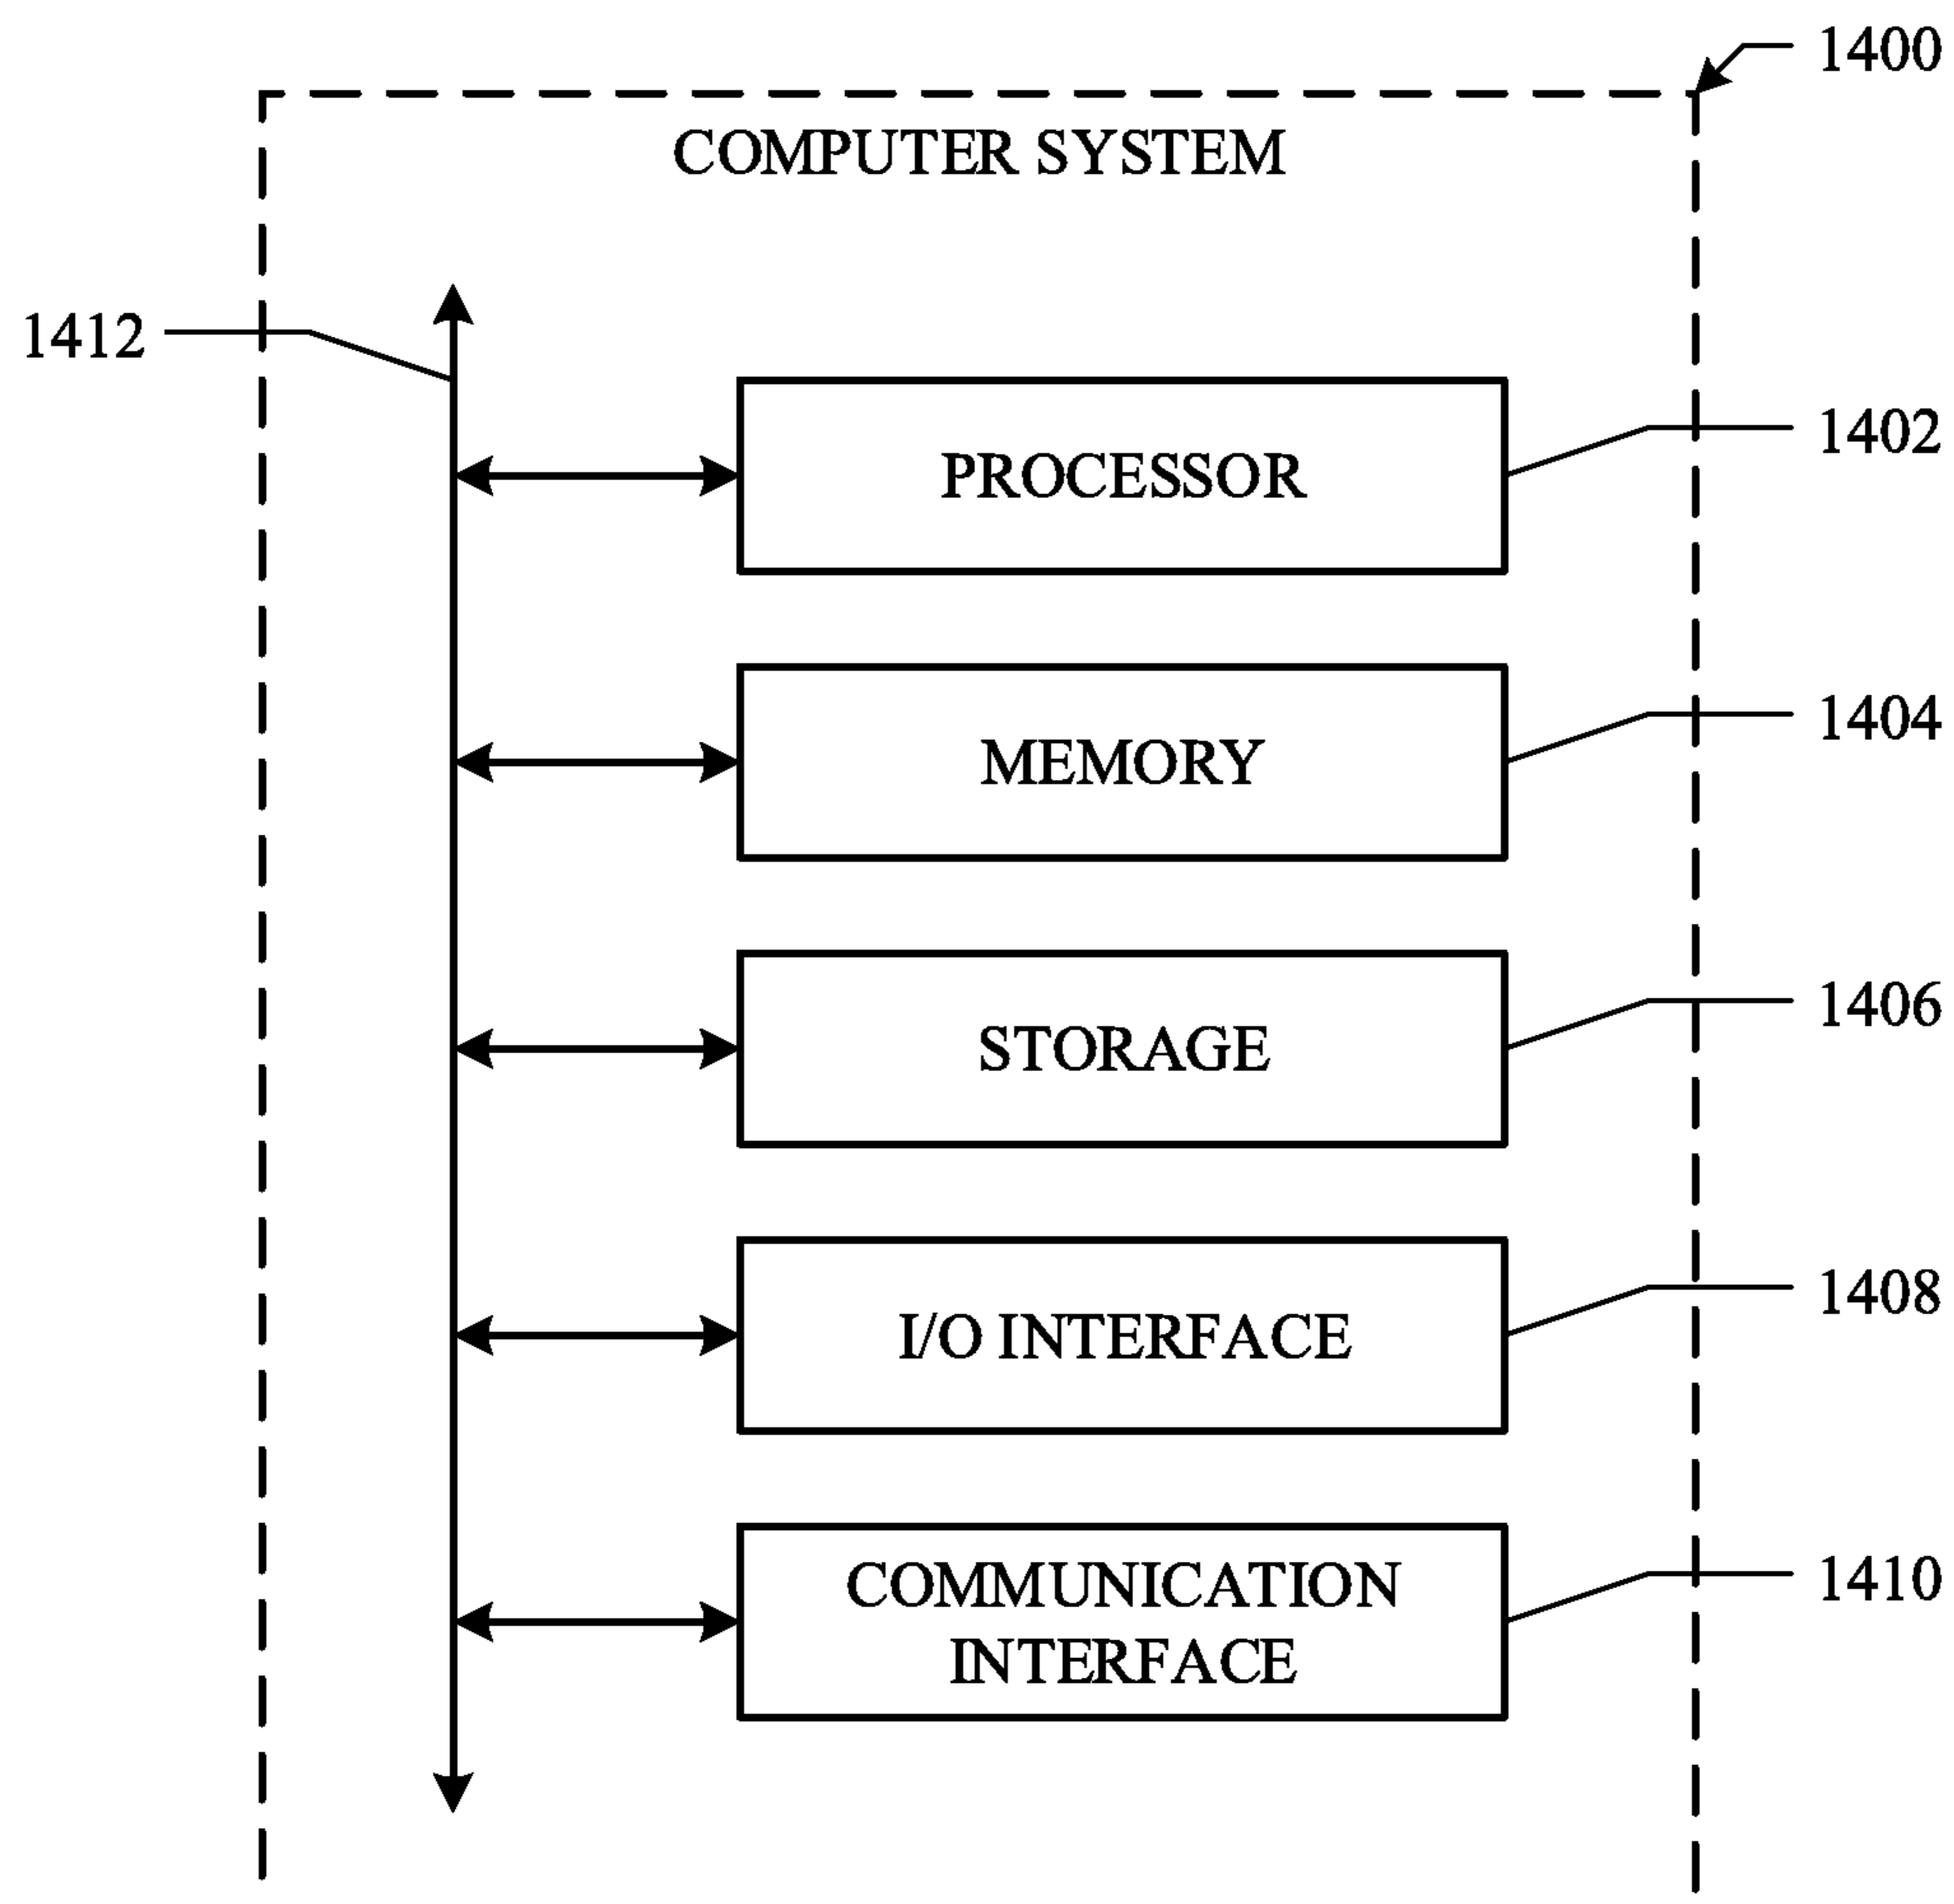 1400
COMPUTER SYSTEM
1412
1402
PROCESSOR
1404
MEMORY
1406
STORAGE
1408
I/O INTERFACE
1410
COMMUNICATION
INTERFACE